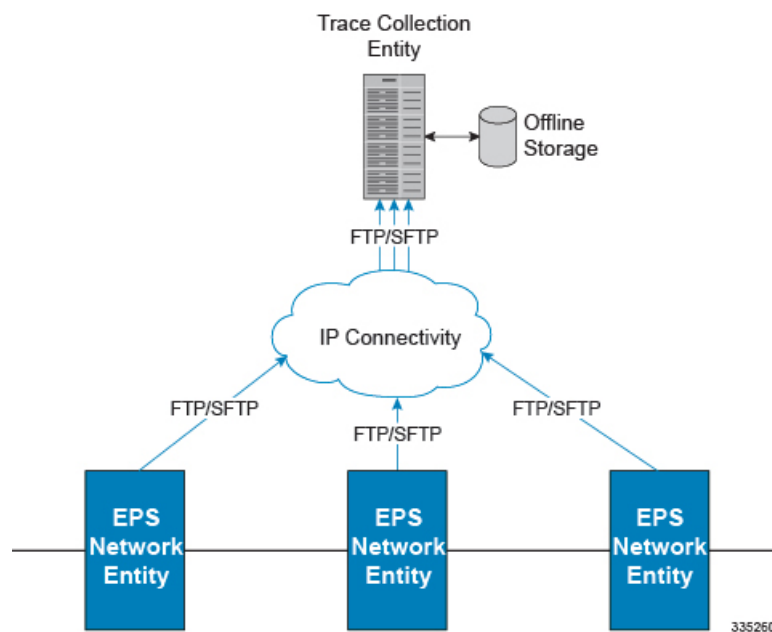 Trace Collection
Entity
Offline
Storage
FTP/SFTP
IP Connectivity
FTP/SFTP
FTP/SFTP
FTP/SFTP
EPS
Network
Entity
EPS
Network
Entity
EPS
Network
Entity
335260